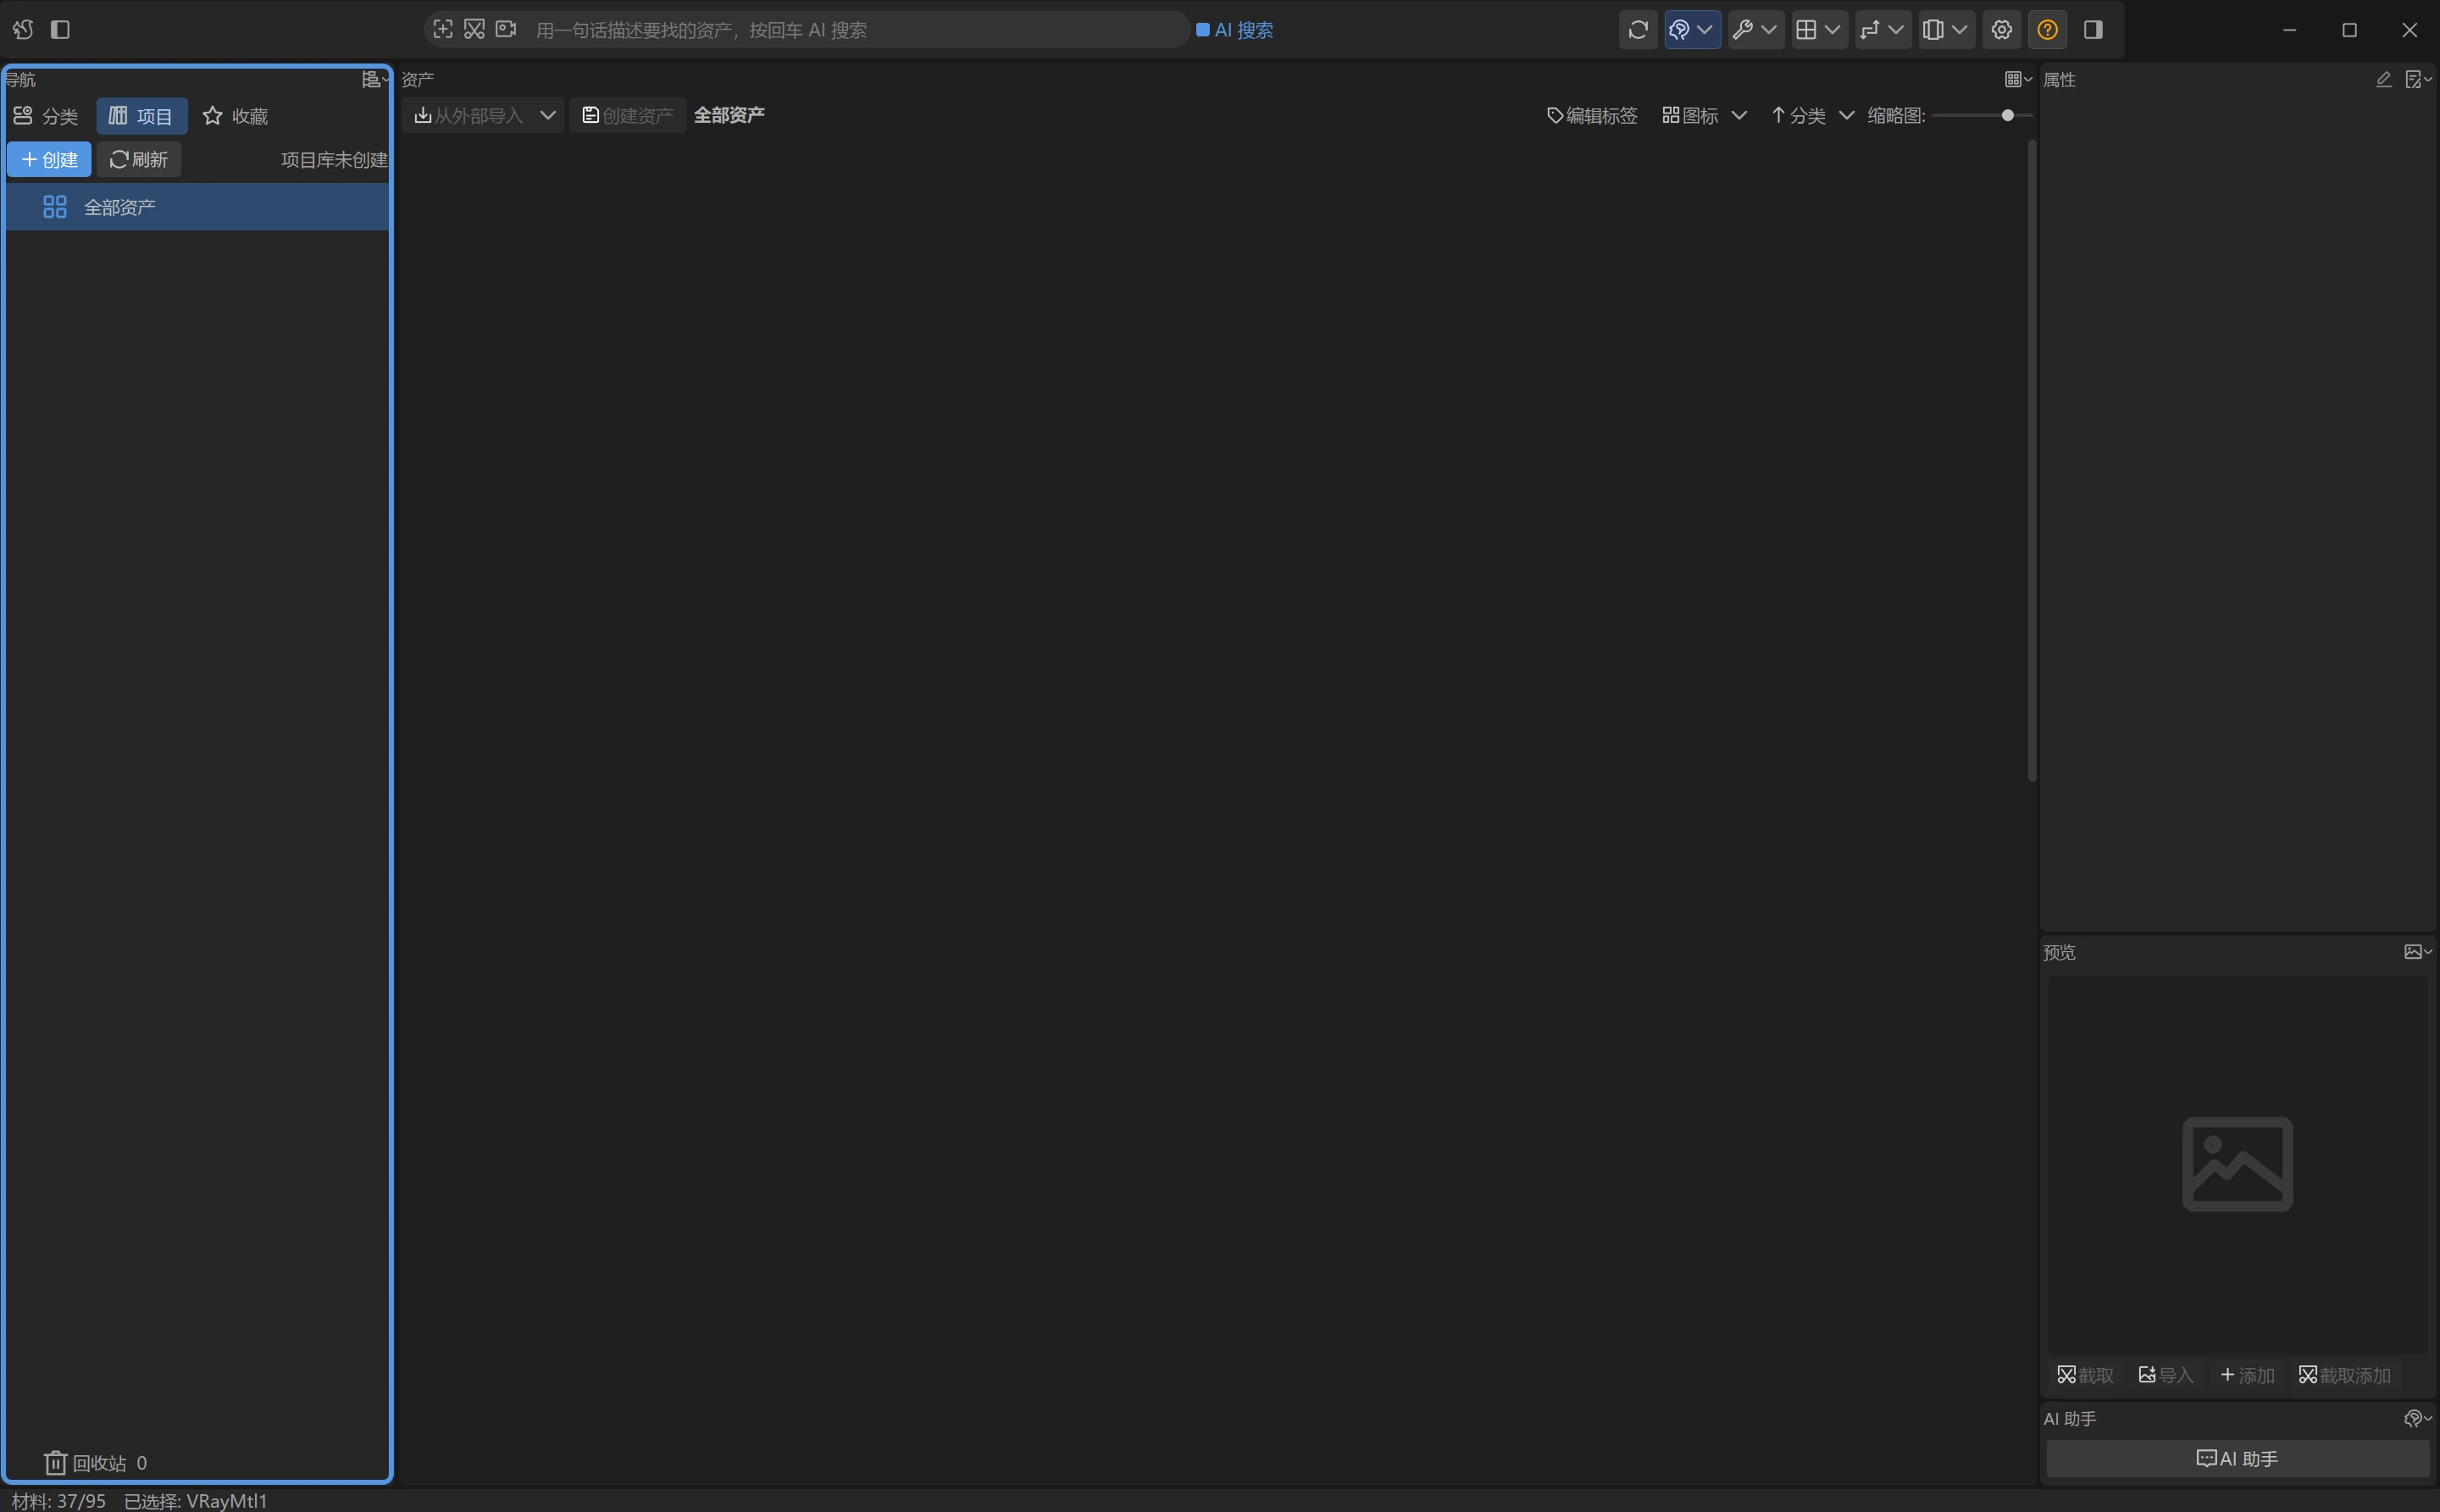 用一句话描述要找的资产，按回车 AI 搜索
AI 搜索
导航
分类
项目
收藏
创建
刷新
项目库未创建
全部资产
回收站 0
资产
从外部导入
创建资产
全部资产
编辑标签
图标
分类
缩略图:
属性
预览
截取
导入
添加
截取添加
AI 助手
AI 助手
材料: 37/95 已选择: VRayMtl1